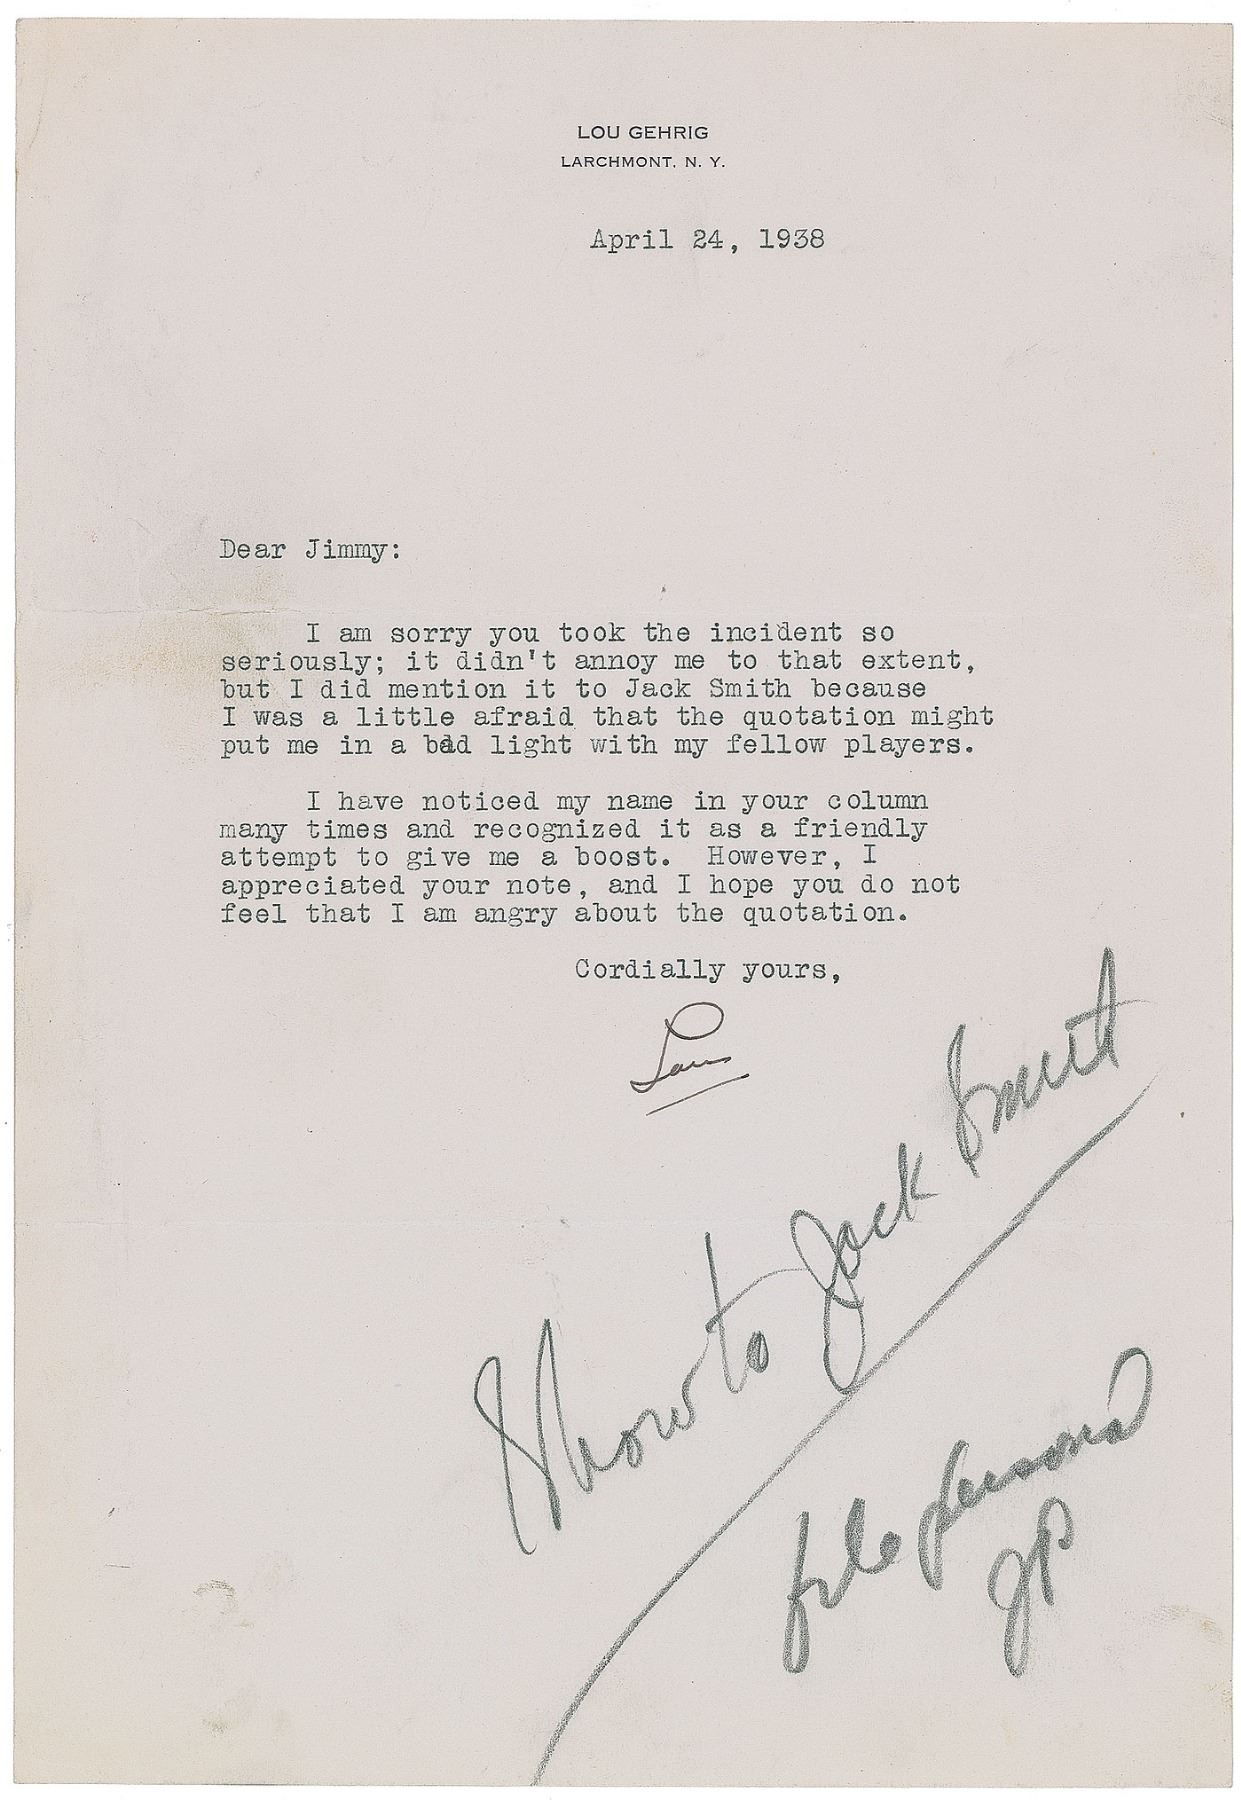 LOU GEHRIG
LARCHMONT, N. Y.
April 24, 1938
Dear Jimmy:
I am sorry you took the incident so
seriously; it didn't annoy me to that extent,
but I did mention it to Jack Smith because
I was a little afraid that the quotation might
put me in a bad light with my fellow players.
I have noticed my name in your column
many times and recognized it as a friendly
attempt to give me a boost. However, I
appreciated your note, and I hope you do not
feel that I am angry about the quotation.
Cordially yours,
Lou
Show to Jack Smith
file personal
JP